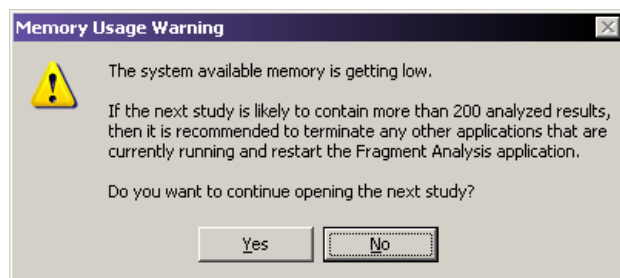 Memory Usage Warning
The system available memory is getting low.
If the next study is likely to contain more than 200 analyzed results,
then it is recommended to terminate any other applications that are
currently running and restart the Fragment Analysis application.
Do you want to continue opening the next study?
Yes
No